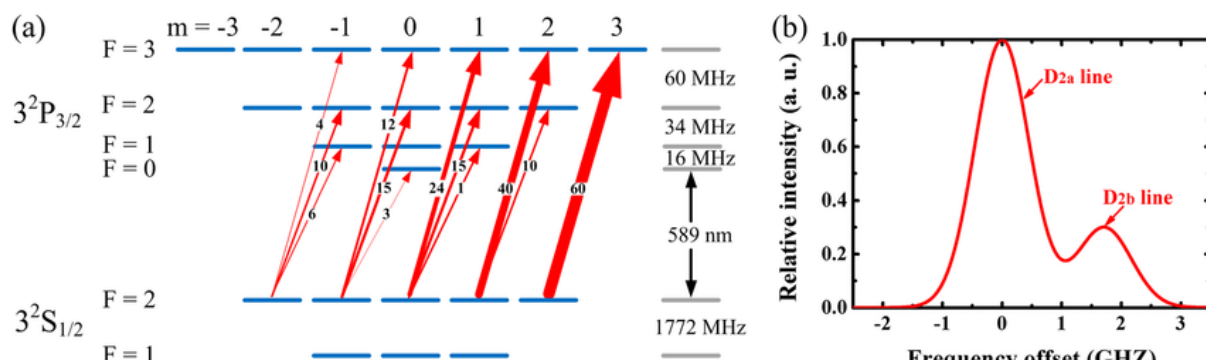 (a)
m = -3 -2 -1 0 1 2 3
F = 3
60 MHz
3²P3/2
F = 2
4 12
34 MHz
F = 1
16 MHz
F = 0
10 15 24 15 1 40 10 60
6 3
589 nm
F = 2
3²S1/2
1772 MHz
F = 1
(b)
Relative intensity (a. u.)
1.0
0.8
0.6
0.4
0.2
0.0
D2a line
D2b line
-2 -1 0 1 2 3
Frequency offset (GHZ)